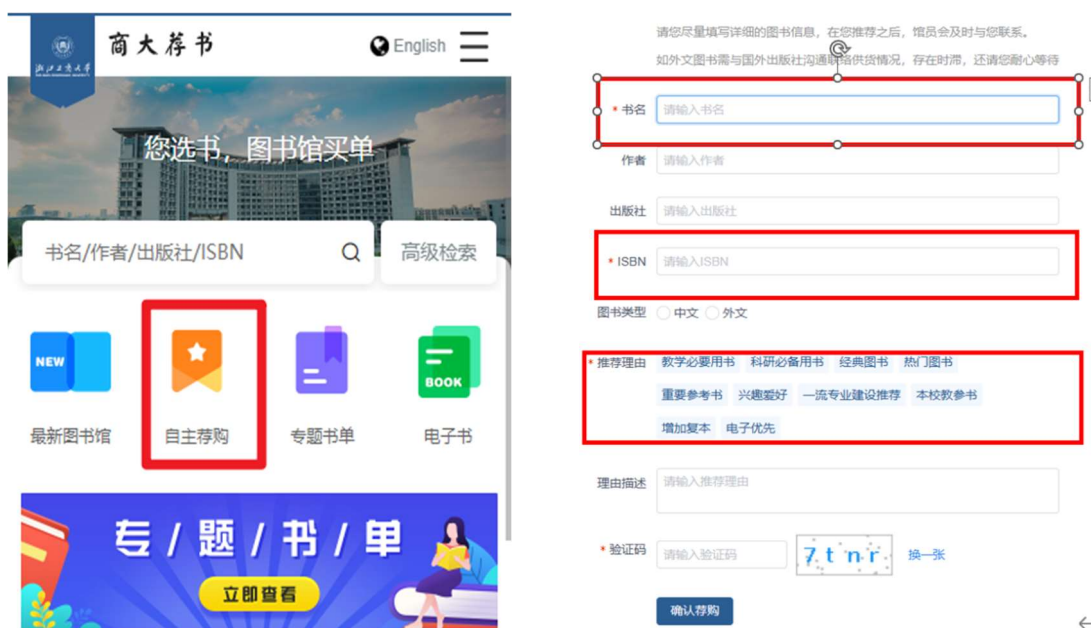 浙江工商大学
商大荐书
English
您选书，图书馆买单
书名/作者/出版社/ISBN
高级检索
NEW
BOOK
最新图书馆
自主荐购
专题书单
电子书
专/题/书/单
立即查看
请您尽量填写详细的图书信息，在您推荐之后，馆员会及时与您联系。
如外文图书需与国外出版社沟通联络供货情况，存在时滞，还请您耐心等待
* 书名 请输入书名
作者 请输入作者
出版社 请输入出版社
* ISBN 请输入ISBN
图书类型 中文 外文
* 推荐理由 教学必要用书 科研必备用书 经典图书 热门图书
重要参考书 兴趣爱好 一流专业建设推荐 本校教参书
增加复本 电子优先
理由描述 请输入推荐理由
* 验证码 请输入验证码 7tnr 换一张
确认荐购